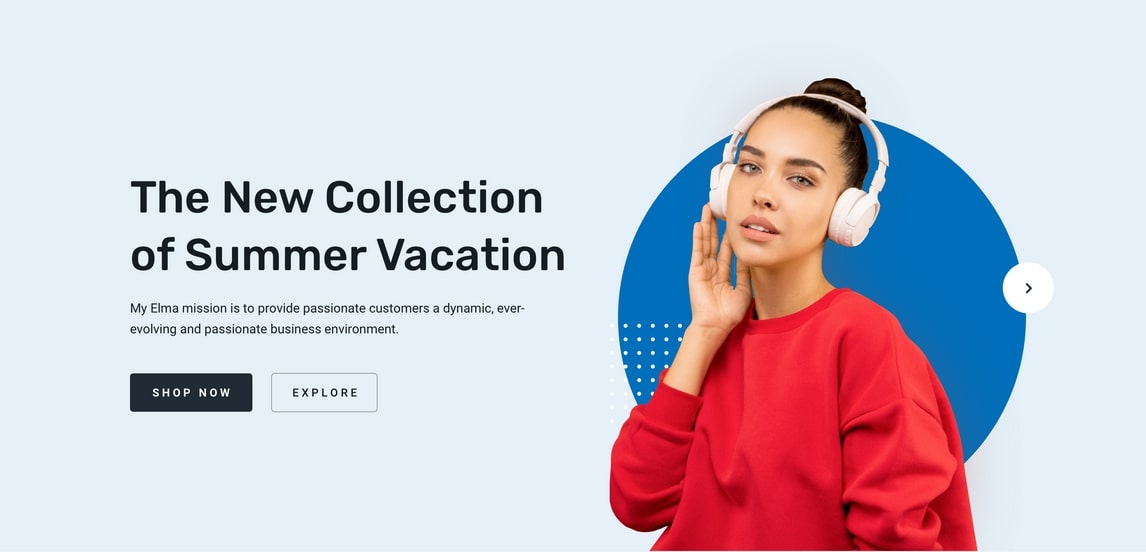 The New Collection
of Summer Vacation
My Elma mission is to provide passionate customers a dynamic, ever-
evolving and passionate business environment.
SHOP NOW
EXPLORE